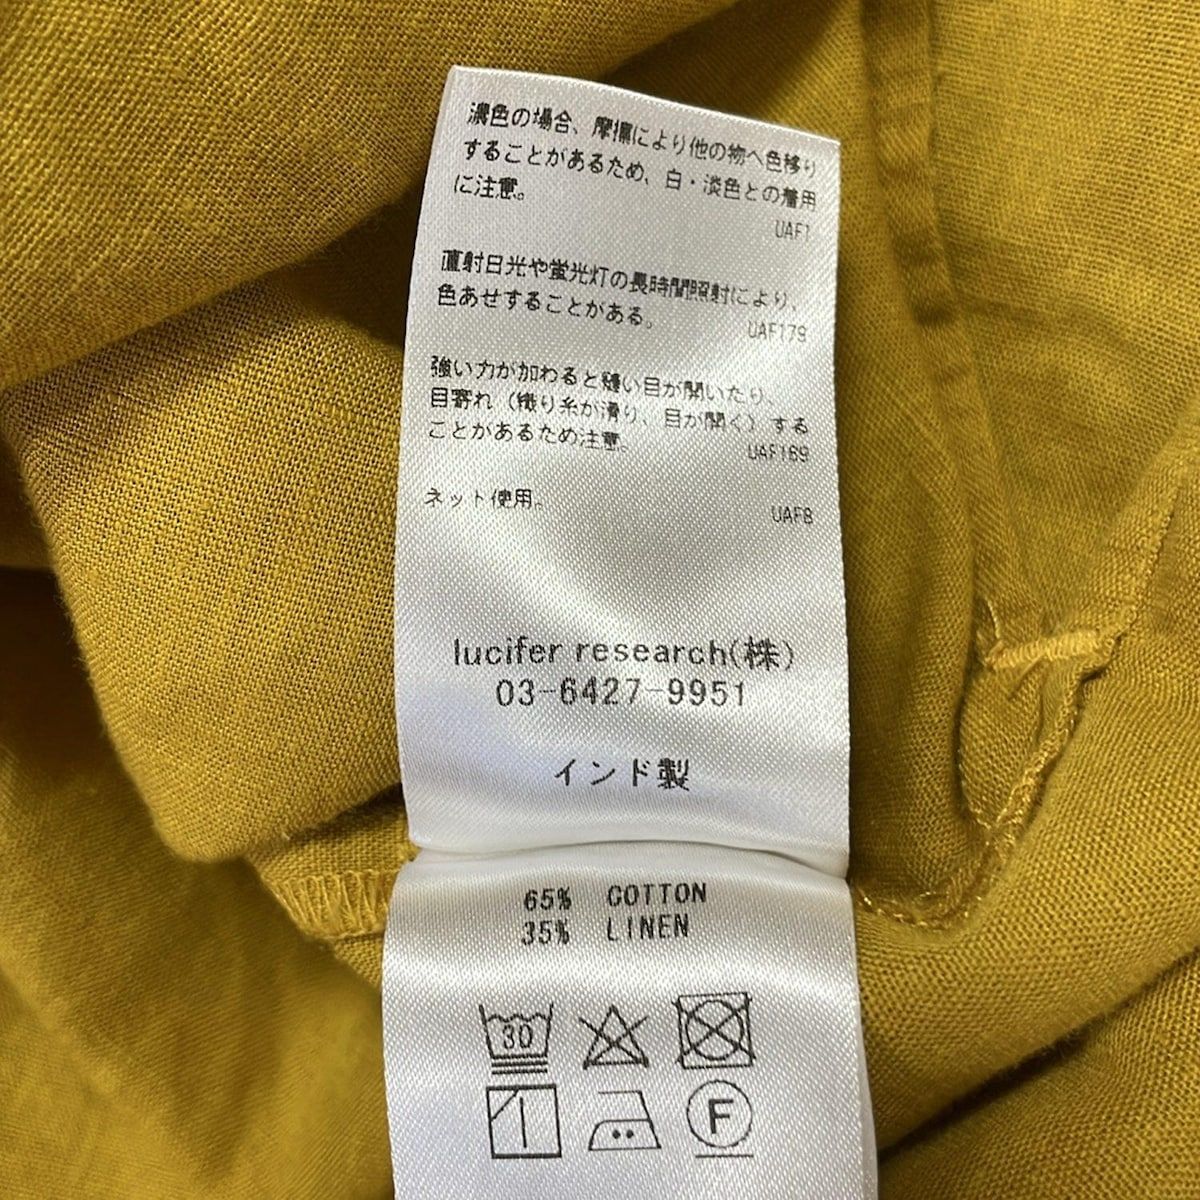 濃色の場合、摩擦により他の物へ色移り
することがあるため、白・淡色との着用
に注意。
UAF1
直射日光や蛍光灯の長時間照射により、
色あせすることがある。
UAF179
強い力が加わると縫い目が開いたり、
目寄れ（織り糸が滑り、目が開く）する
ことがあるため注意。
UAF169
ネット使用。
UAF8
lucifer research(株)
03-6427-9951
インド製
65% COTTON
35% LINEN
30
F